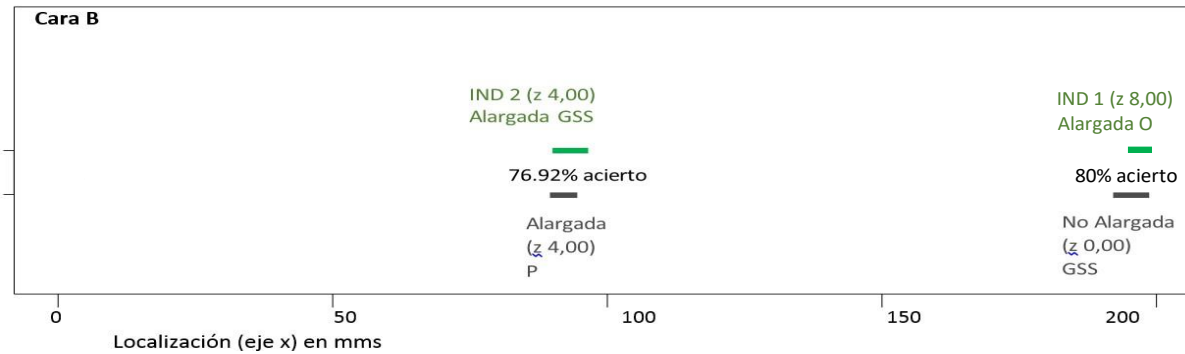 Cara B
IND 2 (z 4,00)
Alargada GSS
IND 1 (z 8,00)
Alargada O
76.92% acierto
80% acierto
Alargada
(z 4,00)
P
No Alargada
(z 0,00)
GSS
0
50
100
150
200
Localización (eje x) en mms